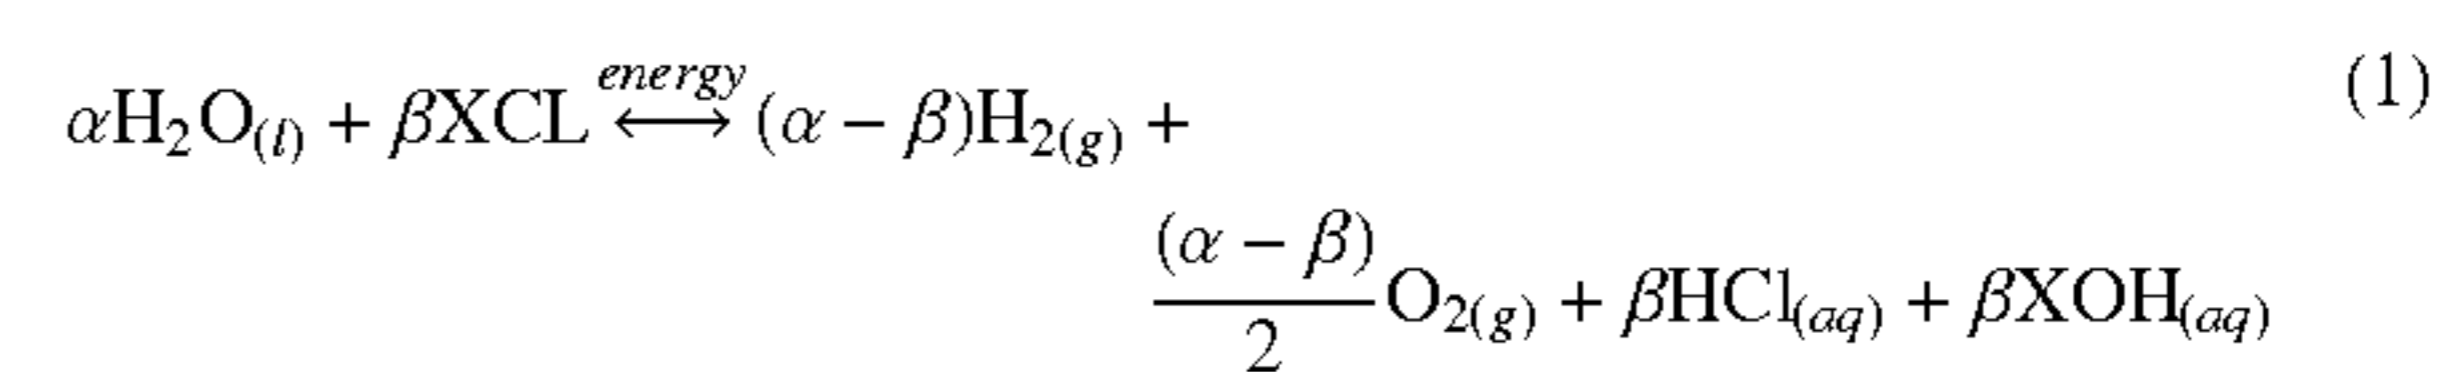 αH₂O₍l₎ + βXCL ⟷^energy (α − β)H₂(g) + (1)
(α − β)/2 O₂(g) + βHCl(aq) + βXOH(aq)